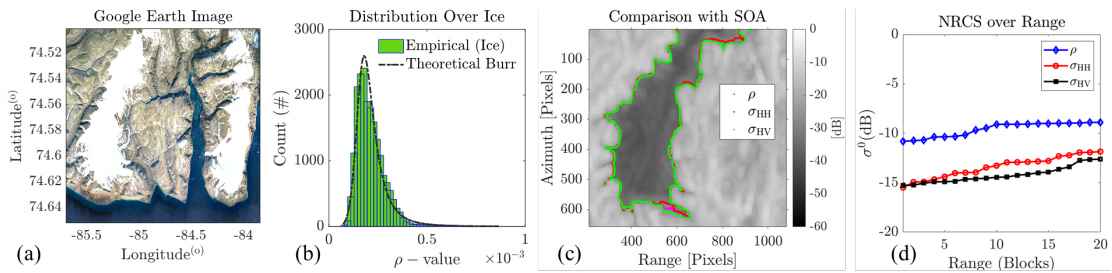 Google Earth Image
74.52
74.54
74.56
74.58
74.6
74.62
74.64
Latitude(o)
-85.5
-85
-84.5
-84
Longitude(o)
(a)
Distribution Over Ice
Empirical (Ice)
Theoretical Burr
3000
2000
1000
0
Count (#)
0
0.5
1
×10-3
ρ − value
(b)
Comparison with SOA
100
200
300
400
500
600
Azimuth [Pixels]
ρ
σHH
σHV
400
600
800
1000
Range [Pixels]
0
-10
-20
-30
-40
-50
-60
[dB]
(c)
NRCS over Range
ρ
σHH
σHV
0
-5
-10
-15
-20
σ0(dB)
5
10
15
20
Range (Blocks)
(d)